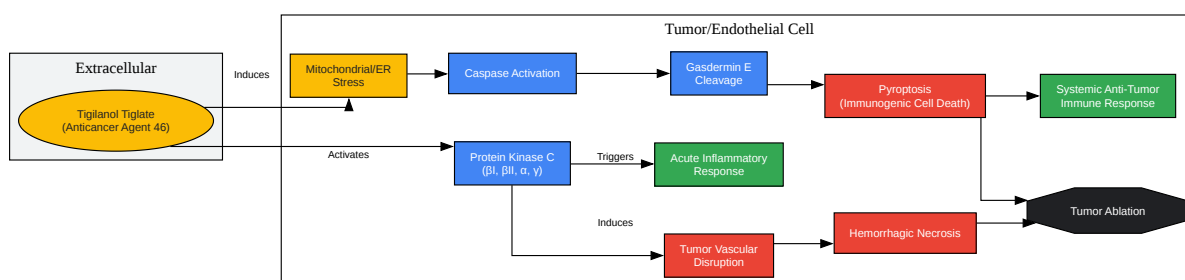 Tumor/Endothelial Cell
Extracellular
Induces
Mitochondrial/ER
Stress
Caspase Activation
Gasdermin E
Cleavage
Pyroptosis
(Immunogenic Cell Death)
Systemic Anti-Tumor
Immune Response
Tigilanol Tiglate
(Anticancer Agent 46)
Activates
Protein Kinase C
(βI, βII, α, γ)
Triggers
Acute Inflammatory
Response
Induces
Tumor Vascular
Disruption
Hemorrhagic Necrosis
Tumor Ablation